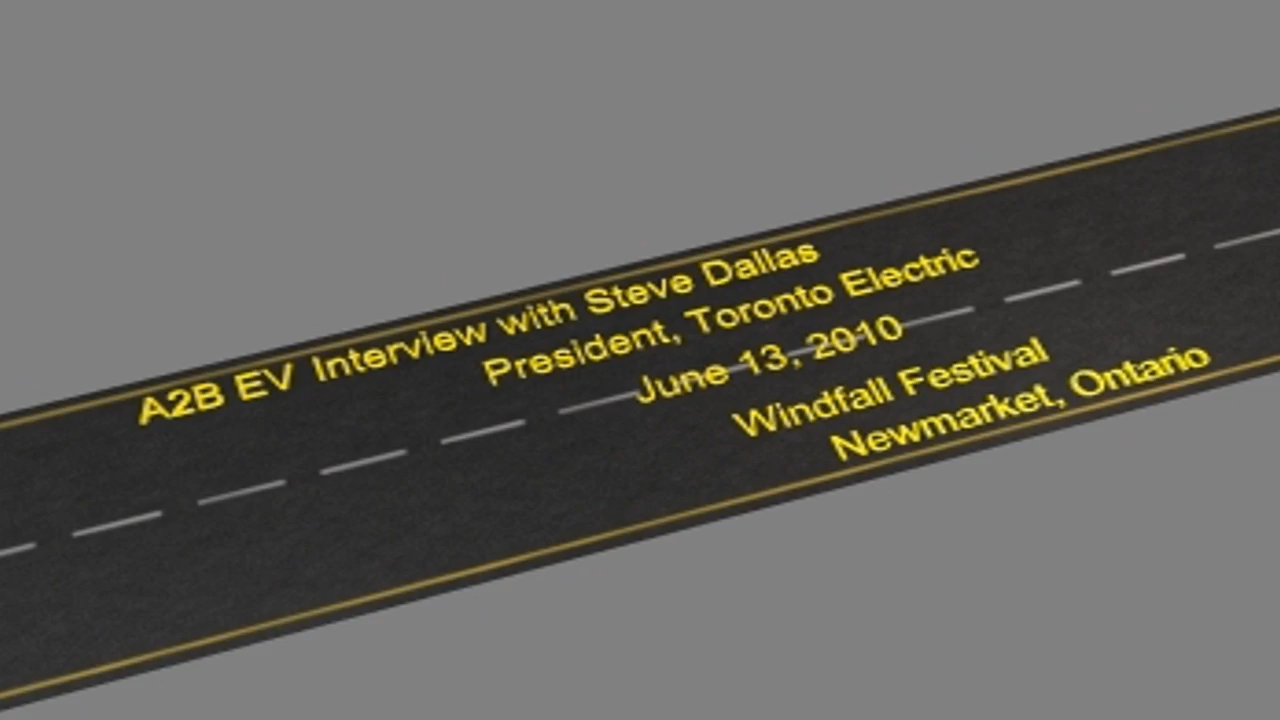 A2B EV Interview with Steve Dallas
President, Toronto Electric
June 13, 2010
Windfall Festival
Newmarket, Ontario